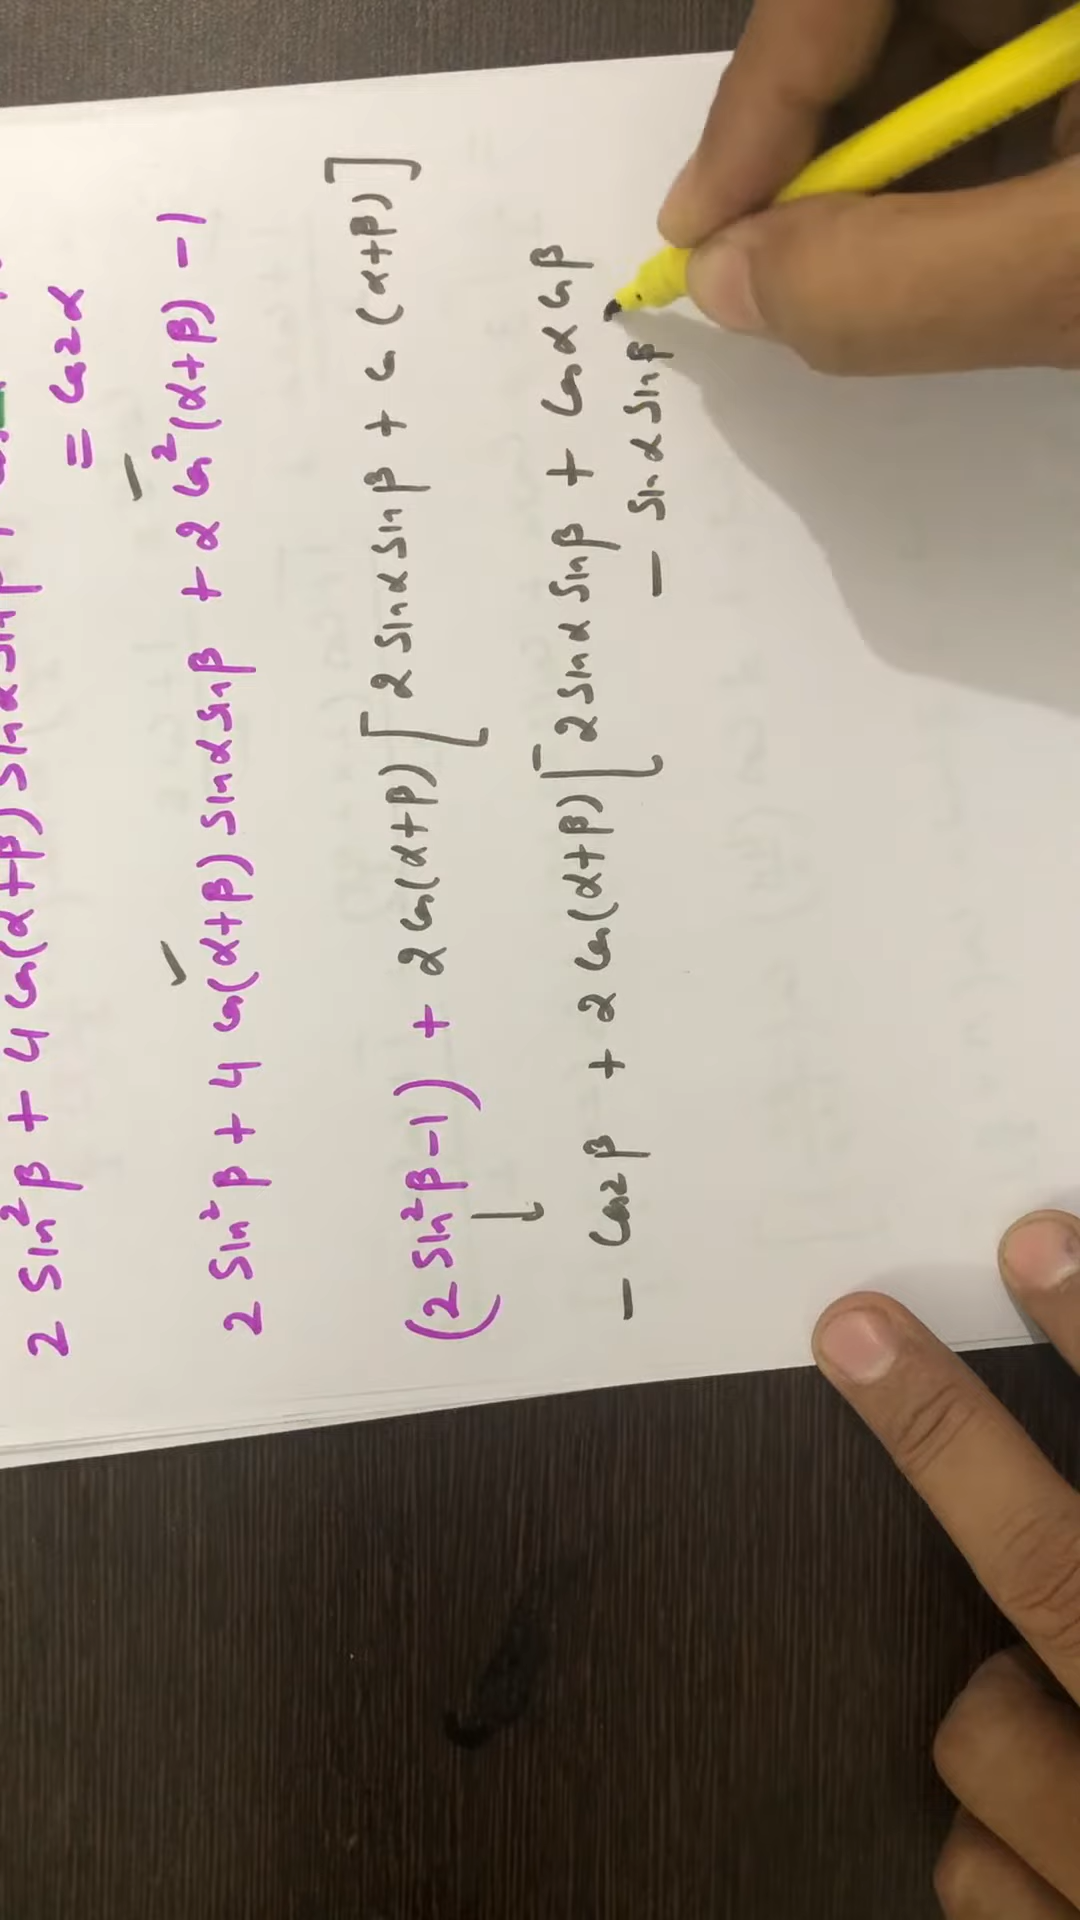 2 Sin²β + 4 Cos(α+β) Sinα Sinβ
= Cos2α
2 Sin²β + 4 Cos(α+β) Sinα Sinβ + 2 Cos²(α+β) - 1
(2 Sin²β - 1) + 2 Cos(α+β) [2 Sinα Sinβ + Cos (α+β)]
- Cos2β + 2 Cos(α+β) [2 Sinα Sinβ + Cosα Cosβ
- Sinα Sinβ